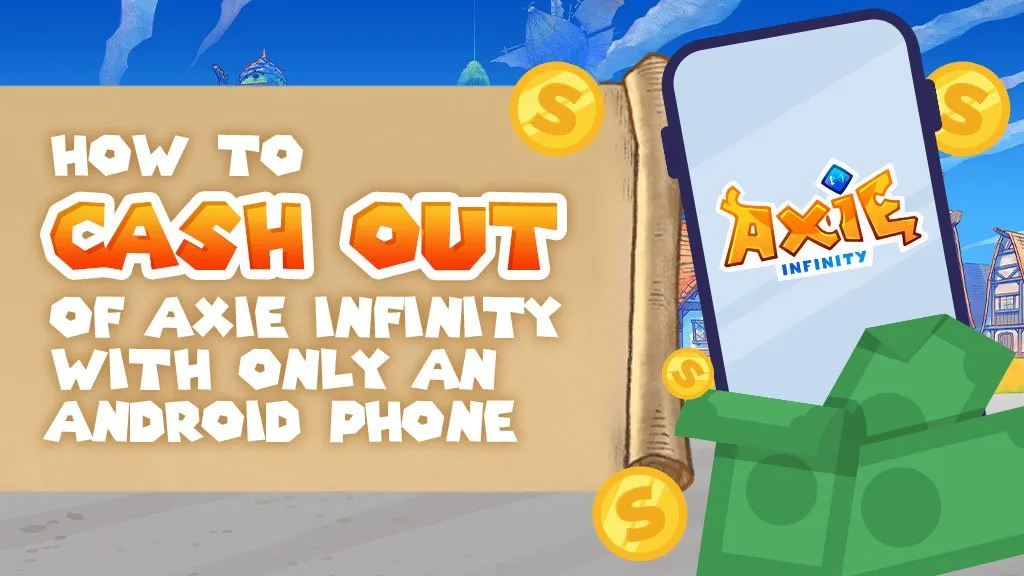 HOW TO
CASH OUT
OF AXIE INFINITY
WITH ONLY AN
ANDROID PHONE
AXIE
INFINITY
S
S
S
S